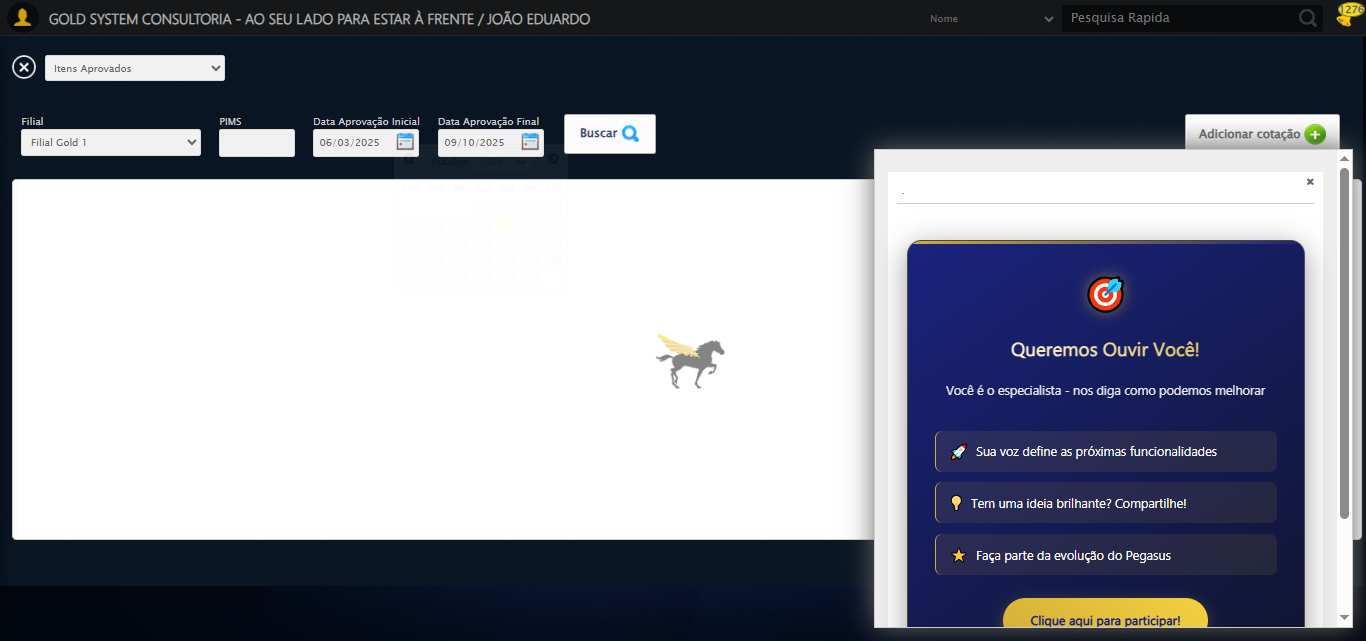 GOLD SYSTEM CONSULTORIA - AO SEU LADO PARA ESTAR À FRENTE / JOÃO EDUARDO
Nome
Pesquisa Rapida
1276
Itens Aprovados
Filial
PIMS
Data Aprovação Inicial
Data Aprovação Final
Filial Gold 1
06/03/2025
09/10/2025
Buscar
Adicionar cotação
.
Queremos Ouvir Você!
Você é o especialista - nos diga como podemos melhorar
Sua voz define as próximas funcionalidades
Tem uma ideia brilhante? Compartilhe!
Faça parte da evolução do Pegasus
Clique aqui para participar!